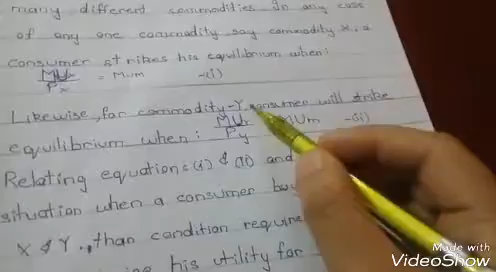 many different commodities In any case
of any one commodity say commodity x, a
consumer strikes his equilibrium when:
MUx/Px = Mum -(i)
Likewise, for commodity-Y consumer will strike
equilibrium when: MUy/Py MUm -(ii)
Relating equations (i) & (ii) and
situation when a consumer
X & Y., than condition
his utility for
Made with
VideoShow